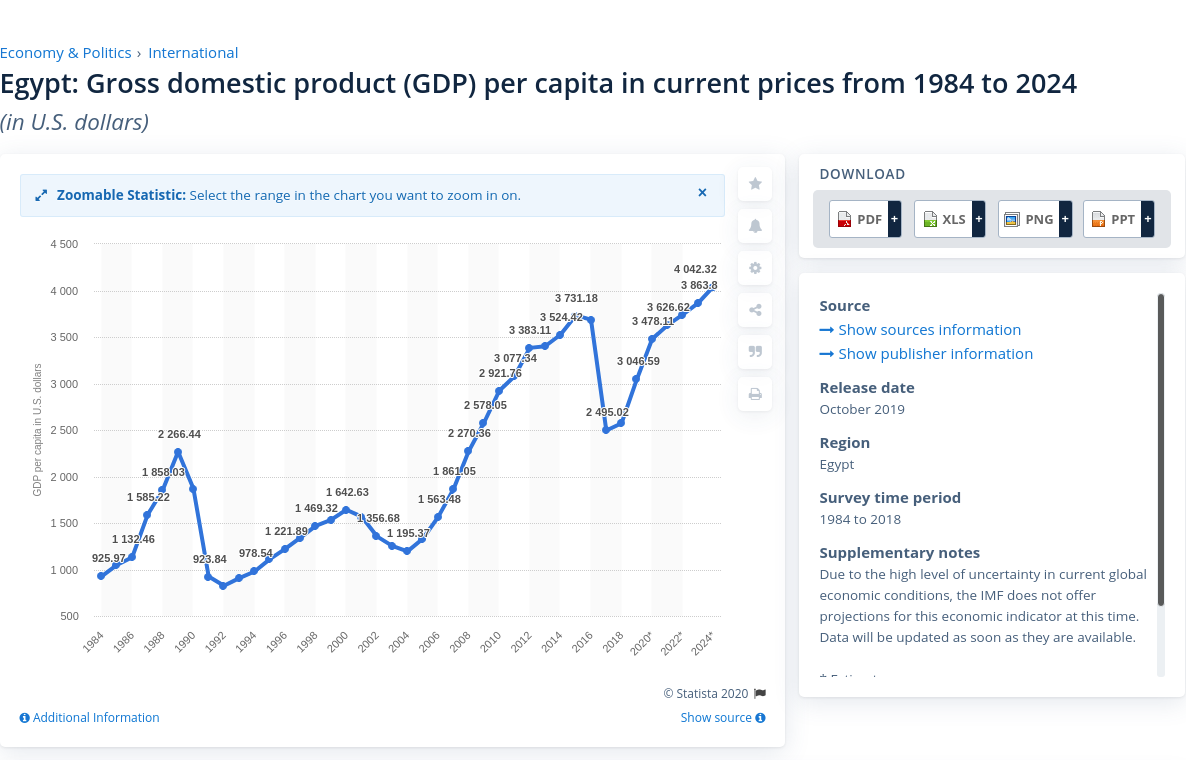 Economy & Politics › International
Egypt: Gross domestic product (GDP) per capita in current prices from 1984 to 2024
(in U.S. dollars)
Zoomable Statistic: Select the range in the chart you want to zoom in on. ×
GDP per capita in U.S. dollars
4 500
4 000
3 500
3 000
2 500
2 000
1 500
1 000
500
925.97
1 132.46
1 585.22
1 858.03
2 266.44
923.84
978.54
1 221.89
1 469.32
1 642.63
1 356.68
1 195.37
1 563.48
1 861.05
2 270.36
2 578.05
2 921.76
3 077.34
3 383.11
3 524.42
3 731.18
2 495.02
3 046.59
3 478.11
3 626.62
3 863.8
4 042.32
1984
1986
1988
1990
1992
1994
1996
1998
2000
2002
2004
2006
2008
2010
2012
2014
2016
2018
2020*
2022*
2024*
© Statista 2020
Additional Information
Show source
DOWNLOAD
PDF + XLS + PNG + PPT +
Source
Show sources information
Show publisher information
Release date
October 2019
Region
Egypt
Survey time period
1984 to 2018
Supplementary notes
Due to the high level of uncertainty in current global
economic conditions, the IMF does not offer
projections for this economic indicator at this time.
Data will be updated as soon as they are available.